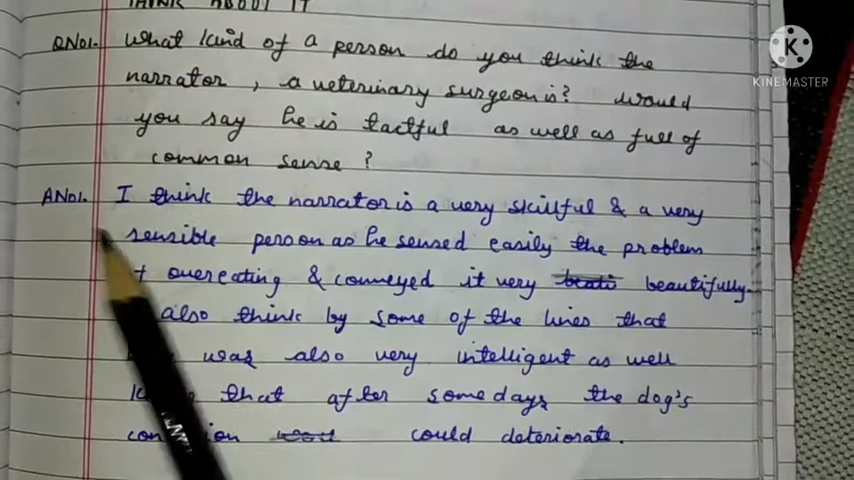 THINK ABOUT IT
QNO1. What kind of a person do you think the
narrator, a veterinary surgeon is? Would
you say he is tactful as well as full of
common sense?
ANO1. I think the narrator is a very skillful & a very
sensible person as he sensed easily the problem
overeating & conveyed it very beautifully.
also think by some of the lines that
was also very intelligent as well
that after some days the dog's
could deteriorate.
K
KINEMASTER